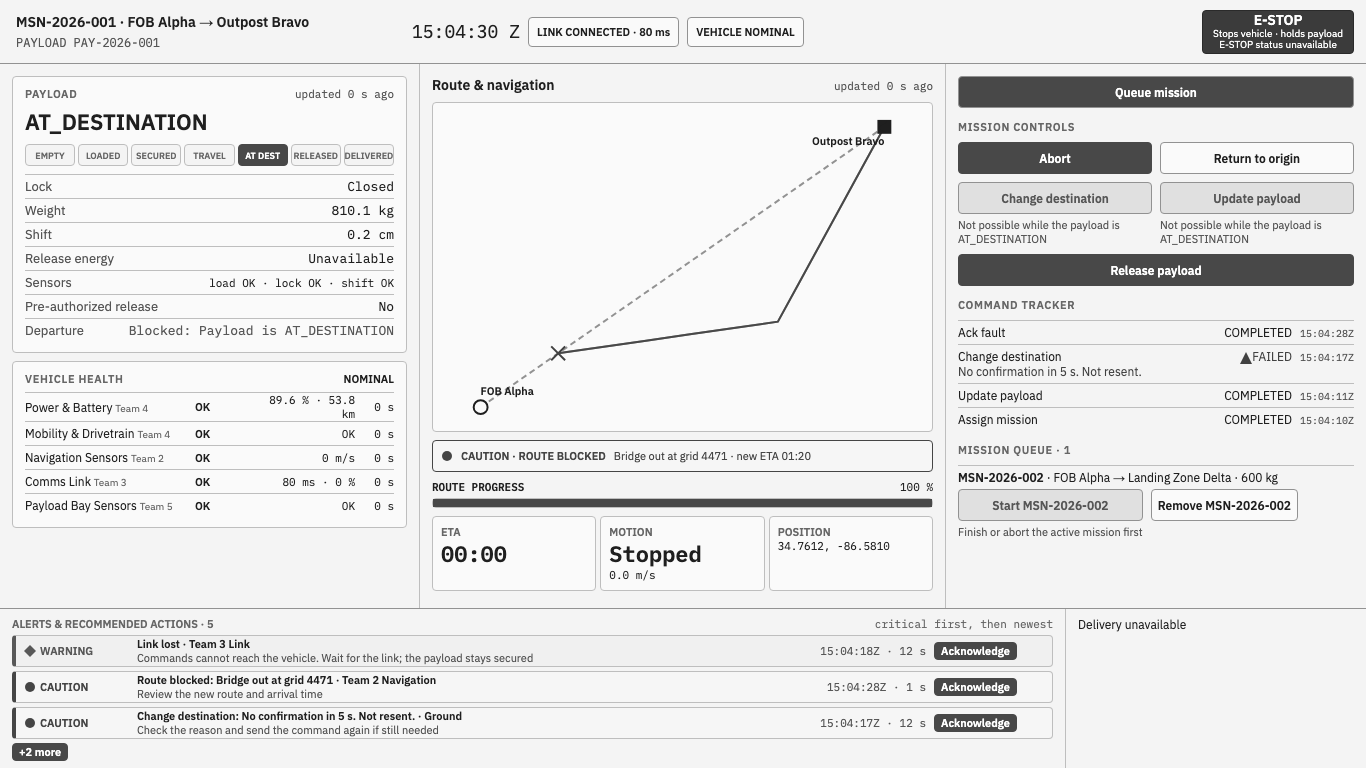 MSN-2026-001 · FOB Alpha → Outpost Bravo
PAYLOAD PAY-2026-001
15:04:30 Z
LINK CONNECTED · 80 ms
VEHICLE NOMINAL
E-STOP
Stops vehicle · holds payload
E-STOP status unavailable
PAYLOAD updated 0 s ago
AT_DESTINATION
EMPTY LOADED SECURED TRAVEL AT DEST RELEASED DELIVERED
Lock Closed
Weight 810.1 kg
Shift 0.2 cm
Release energy Unavailable
Sensors load OK · lock OK · shift OK
Pre-authorized release No
Departure Blocked: Payload is AT_DESTINATION
VEHICLE HEALTH NOMINAL
Power & Battery Team 4 OK 89.6 % · 53.8 km 0 s
Mobility & Drivetrain Team 4 OK OK 0 s
Navigation Sensors Team 2 OK 0 m/s 0 s
Comms Link Team 3 OK 80 ms · 0 % 0 s
Payload Bay Sensors Team 5 OK OK 0 s
Route & navigation updated 0 s ago
Outpost Bravo
FOB Alpha
CAUTION · ROUTE BLOCKED Bridge out at grid 4471 · new ETA 01:20
ROUTE PROGRESS 100 %
ETA
00:00
MOTION
Stopped
0.0 m/s
POSITION
34.7612, -86.5810
Queue mission
MISSION CONTROLS
Abort Return to origin
Change destination Update payload
Not possible while the payload is AT_DESTINATION
Not possible while the payload is AT_DESTINATION
Release payload
COMMAND TRACKER
Ack fault COMPLETED 15:04:28Z
Change destination FAILED 15:04:17Z
No confirmation in 5 s. Not resent.
Update payload COMPLETED 15:04:11Z
Assign mission COMPLETED 15:04:10Z
MISSION QUEUE · 1
MSN-2026-002 · FOB Alpha → Landing Zone Delta · 600 kg
Start MSN-2026-002 Remove MSN-2026-002
Finish or abort the active mission first
ALERTS & RECOMMENDED ACTIONS · 5 critical first, then newest
WARNING
Link lost · Team 3 Link
Commands cannot reach the vehicle. Wait for the link; the payload stays secured
15:04:18Z · 12 s Acknowledge
CAUTION
Route blocked: Bridge out at grid 4471 · Team 2 Navigation
Review the new route and arrival time
15:04:28Z · 1 s Acknowledge
CAUTION
Change destination: No confirmation in 5 s. Not resent. · Ground
Check the reason and send the command again if still needed
15:04:17Z · 12 s Acknowledge
+2 more
Delivery unavailable